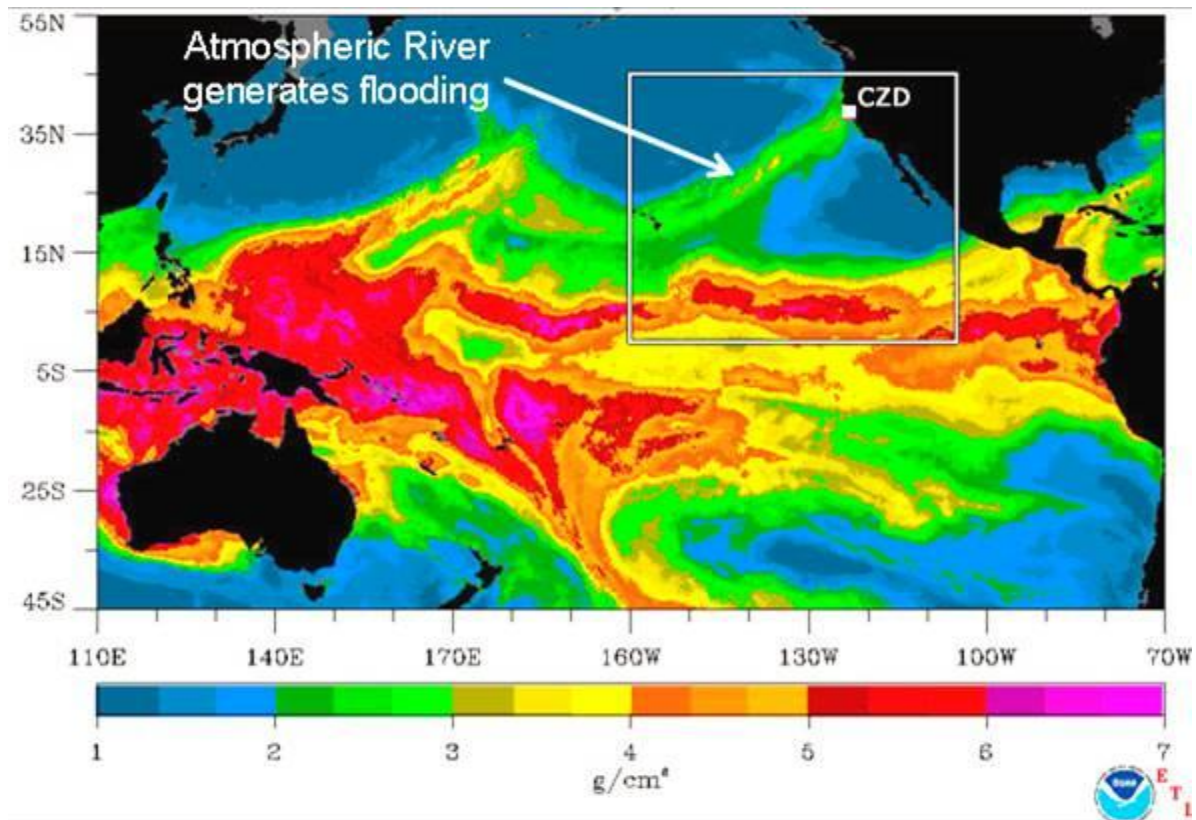 55N
Atmospheric River
generates flooding
CZD
35N
15N
5S
25S
45S
110E 140E 170E 160W 130W 100W 70W
1 2 3 4 5 6 7
g/cm²
NOAA
E
T
L